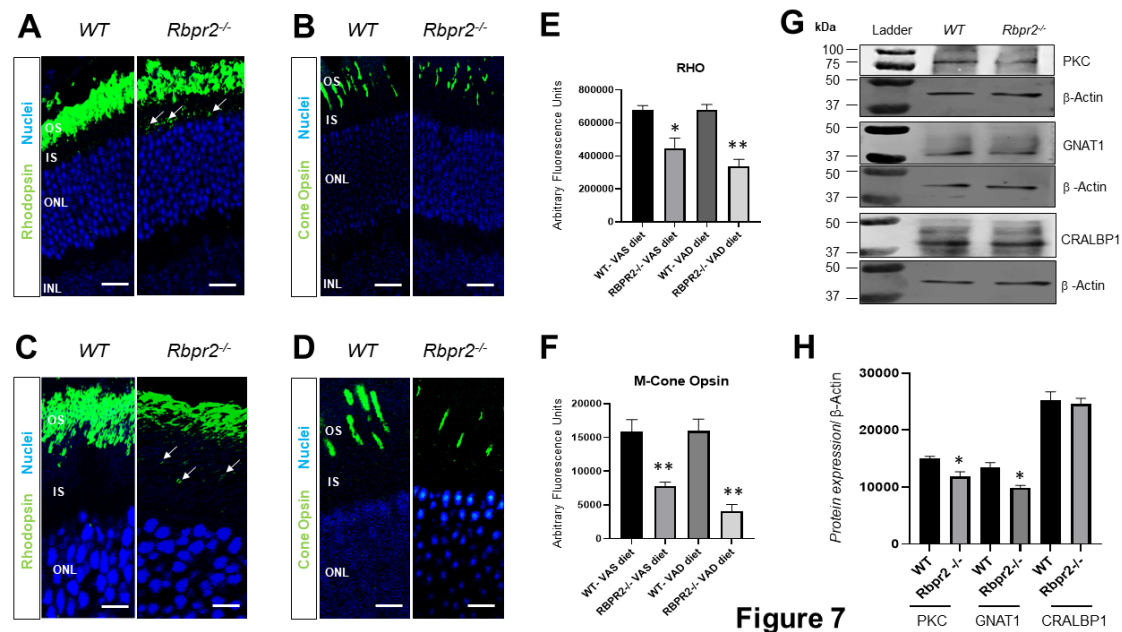 A
WT
Rbpr2-/-
Rhodopsin Nuclei
OS
IS
ONL
INL
B
WT
Rbpr2-/-
Cone Opsin Nuclei
OS
IS
ONL
INL
C
WT
Rbpr2-/-
Rhodopsin Nuclei
OS
IS
ONL
D
WT
Rbpr2-/-
Cone Opsin Nuclei
OS
IS
ONL
E
RHO
Arbitrary Fluorescence Units
800000
600000
400000
200000
0
*
**
WT- VAS diet
RBPR2-/- VAS diet
WT- VAD diet
RBPR2-/- VAD diet
F
M-Cone Opsin
Arbitrary Fluorescence Units
20000
15000
10000
5000
0
**
**
WT- VAS diet
RBPR2-/- VAS diet
WT- VAD diet
RBPR2-/- VAD diet
G
kDa
Ladder
WT
Rbpr2-/-
100
75
50
37
50
37
50
37
50
37
PKC
β-Actin
GNAT1
β -Actin
CRALBP1
β -Actin
H
Protein expression/ β-Actin
30000
20000
10000
0
*
*
WT
Rbpr2 -/-
WT
Rbpr2 -/-
WT
Rbpr2 -/-
PKC
GNAT1
CRALBP1
Figure 7